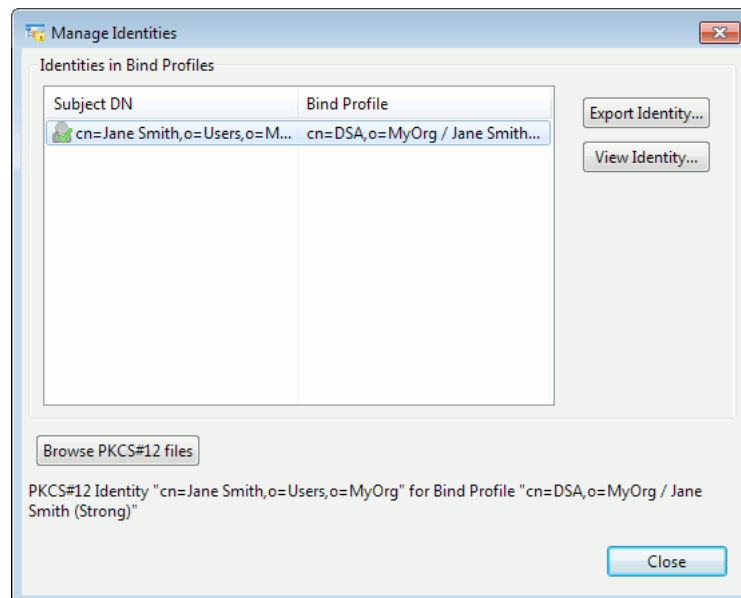 Manage Identities
Identities in Bind Profiles
Subject DN Bind Profile
cn=Jane Smith,o=Users,o=M... cn=DSA,o=MyOrg / Jane Smith...
Export Identity...
View Identity...
Browse PKCS#12 files
PKCS#12 Identity "cn=Jane Smith,o=Users,o=MyOrg" for Bind Profile "cn=DSA,o=MyOrg / Jane
Smith (Strong)"
Close